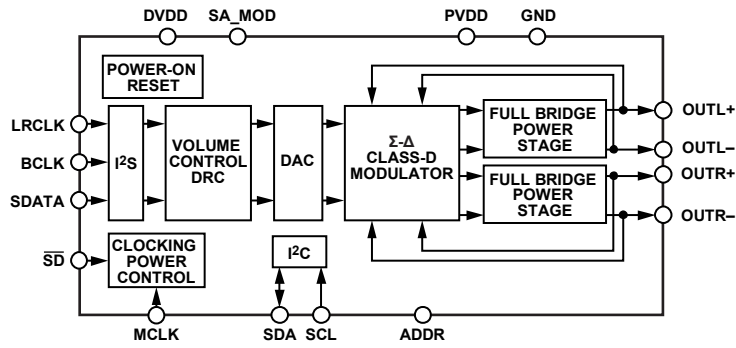 DVDD SA_MOD PVDD GND
POWER-ON
RESET
LRCLK
BCLK
SDATA
I²S
VOLUME
CONTROL
DRC
DAC
Σ-Δ
CLASS-D
MODULATOR
FULL BRIDGE
POWER
STAGE
FULL BRIDGE
POWER
STAGE
OUTL+
OUTL–
OUTR+
OUTR–
SD
CLOCKING
POWER
CONTROL
I²C
MCLK SDA SCL ADDR